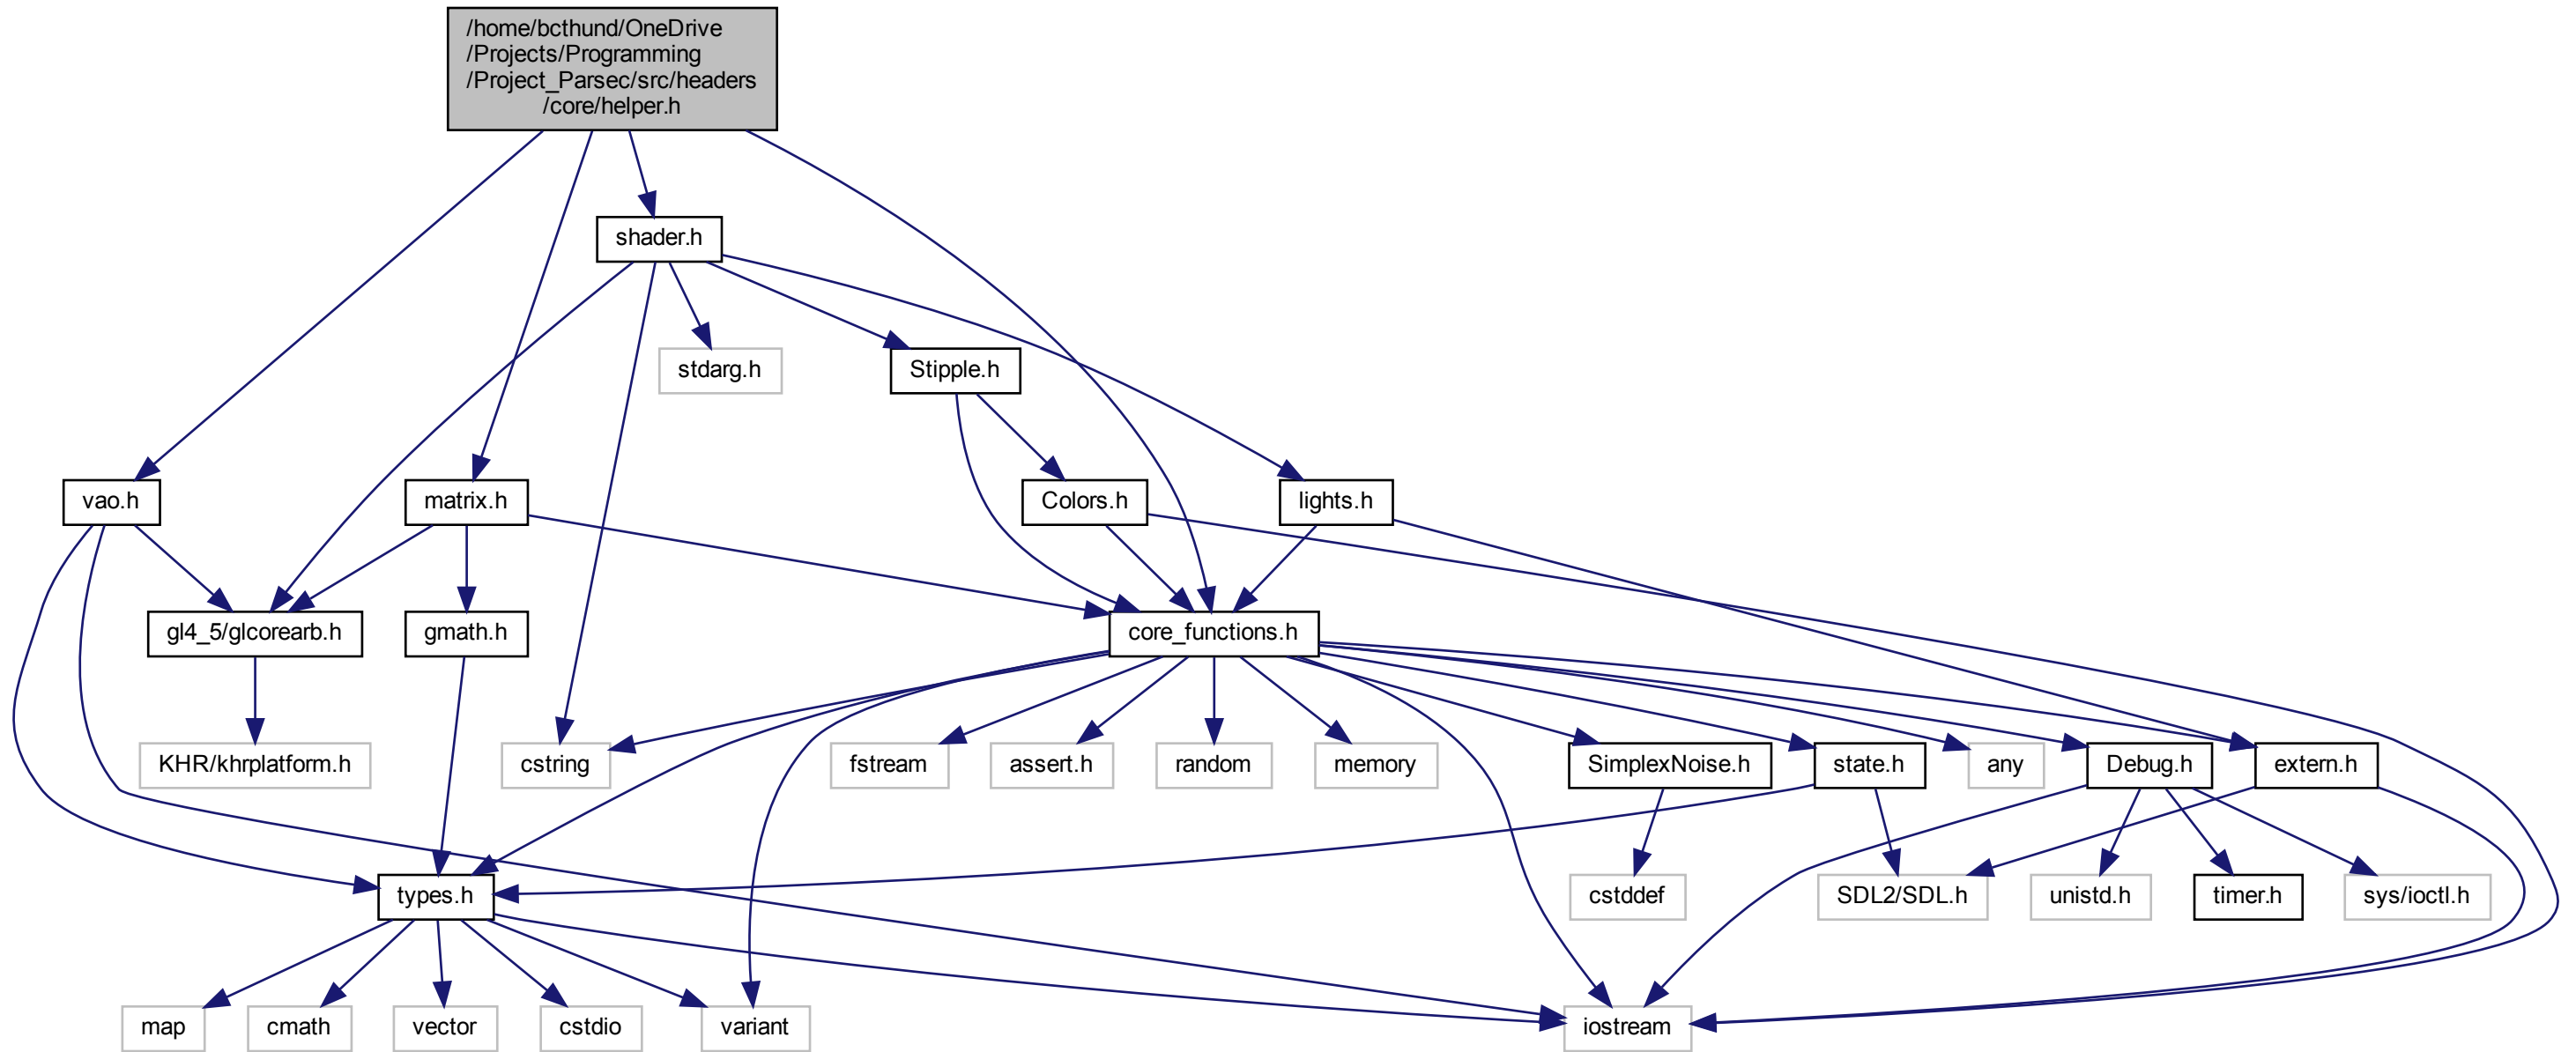 /home/bcthund/OneDrive
/Projects/Programming
/Project_Parsec/src/headers
/core/helper.h
shader.h
stdarg.h
Stipple.h
vao.h
matrix.h
Colors.h
lights.h
gl4_5/glcorearb.h
gmath.h
core_functions.h
KHR/khrplatform.h
cstring
fstream
assert.h
random
memory
SimplexNoise.h
state.h
any
Debug.h
extern.h
types.h
cstddef
SDL2/SDL.h
unistd.h
timer.h
sys/ioctl.h
map
cmath
vector
cstdio
variant
iostream